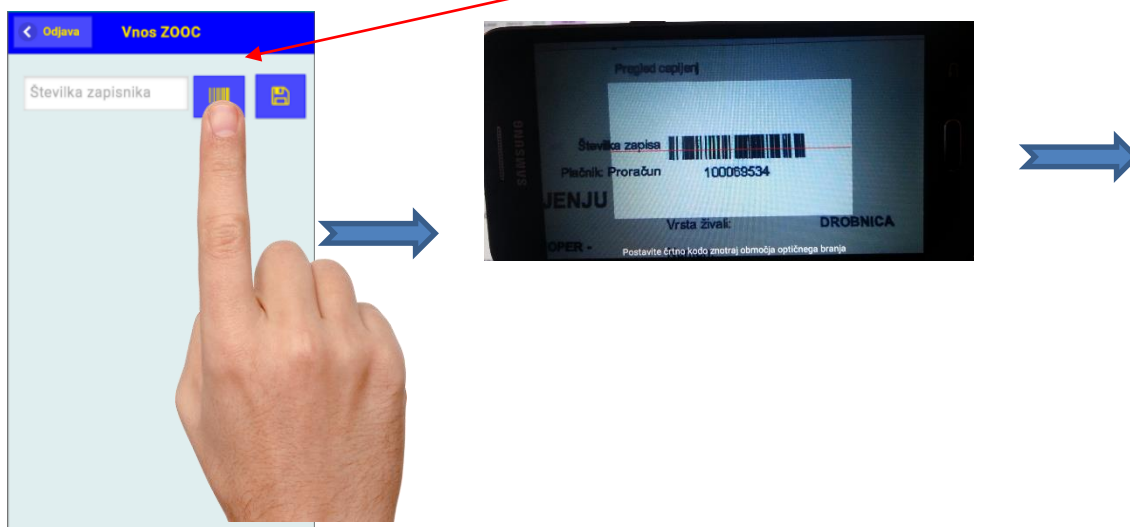 Odjava
Vnos ZOOC
Številka zapisnika
SAMSUNG
Pregled cepljenj
Številka zapisa
Plačnik: Proračun 100069534
JENJU
Vrsta živali: DROBNICA
OPER -
Postavite črtno kodo znotraj območja optičnega branja